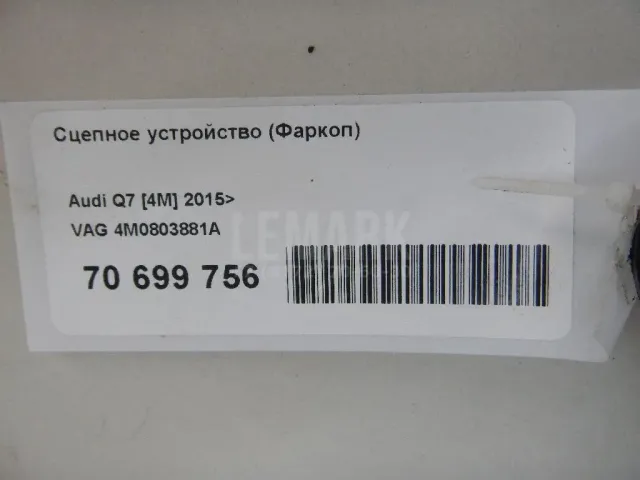 Сцепное устройство (Фаркоп)
Audi Q7 [4M] 2015>
VAG 4M0803881A
LEMARK
70 699 756